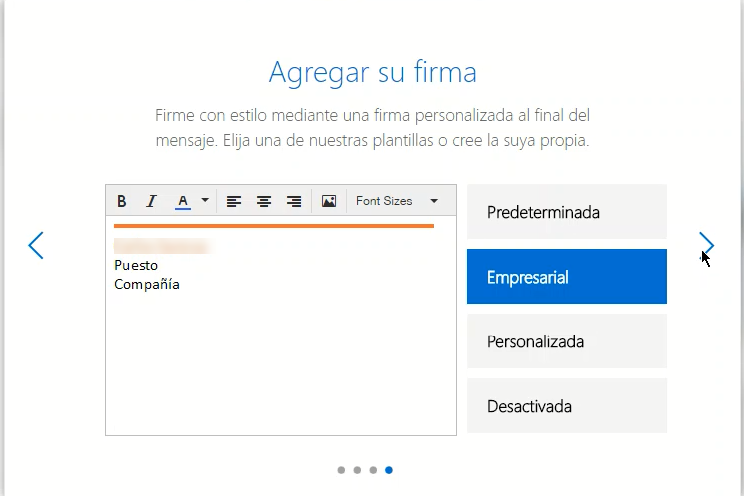 Agregar su firma
Firme con estilo mediante una firma personalizada al final del
mensaje. Elija una de nuestras plantillas o cree la suya propia.
B I A Font Sizes
Puesto
Compañía
Predeterminada
Empresarial
Personalizada
Desactivada